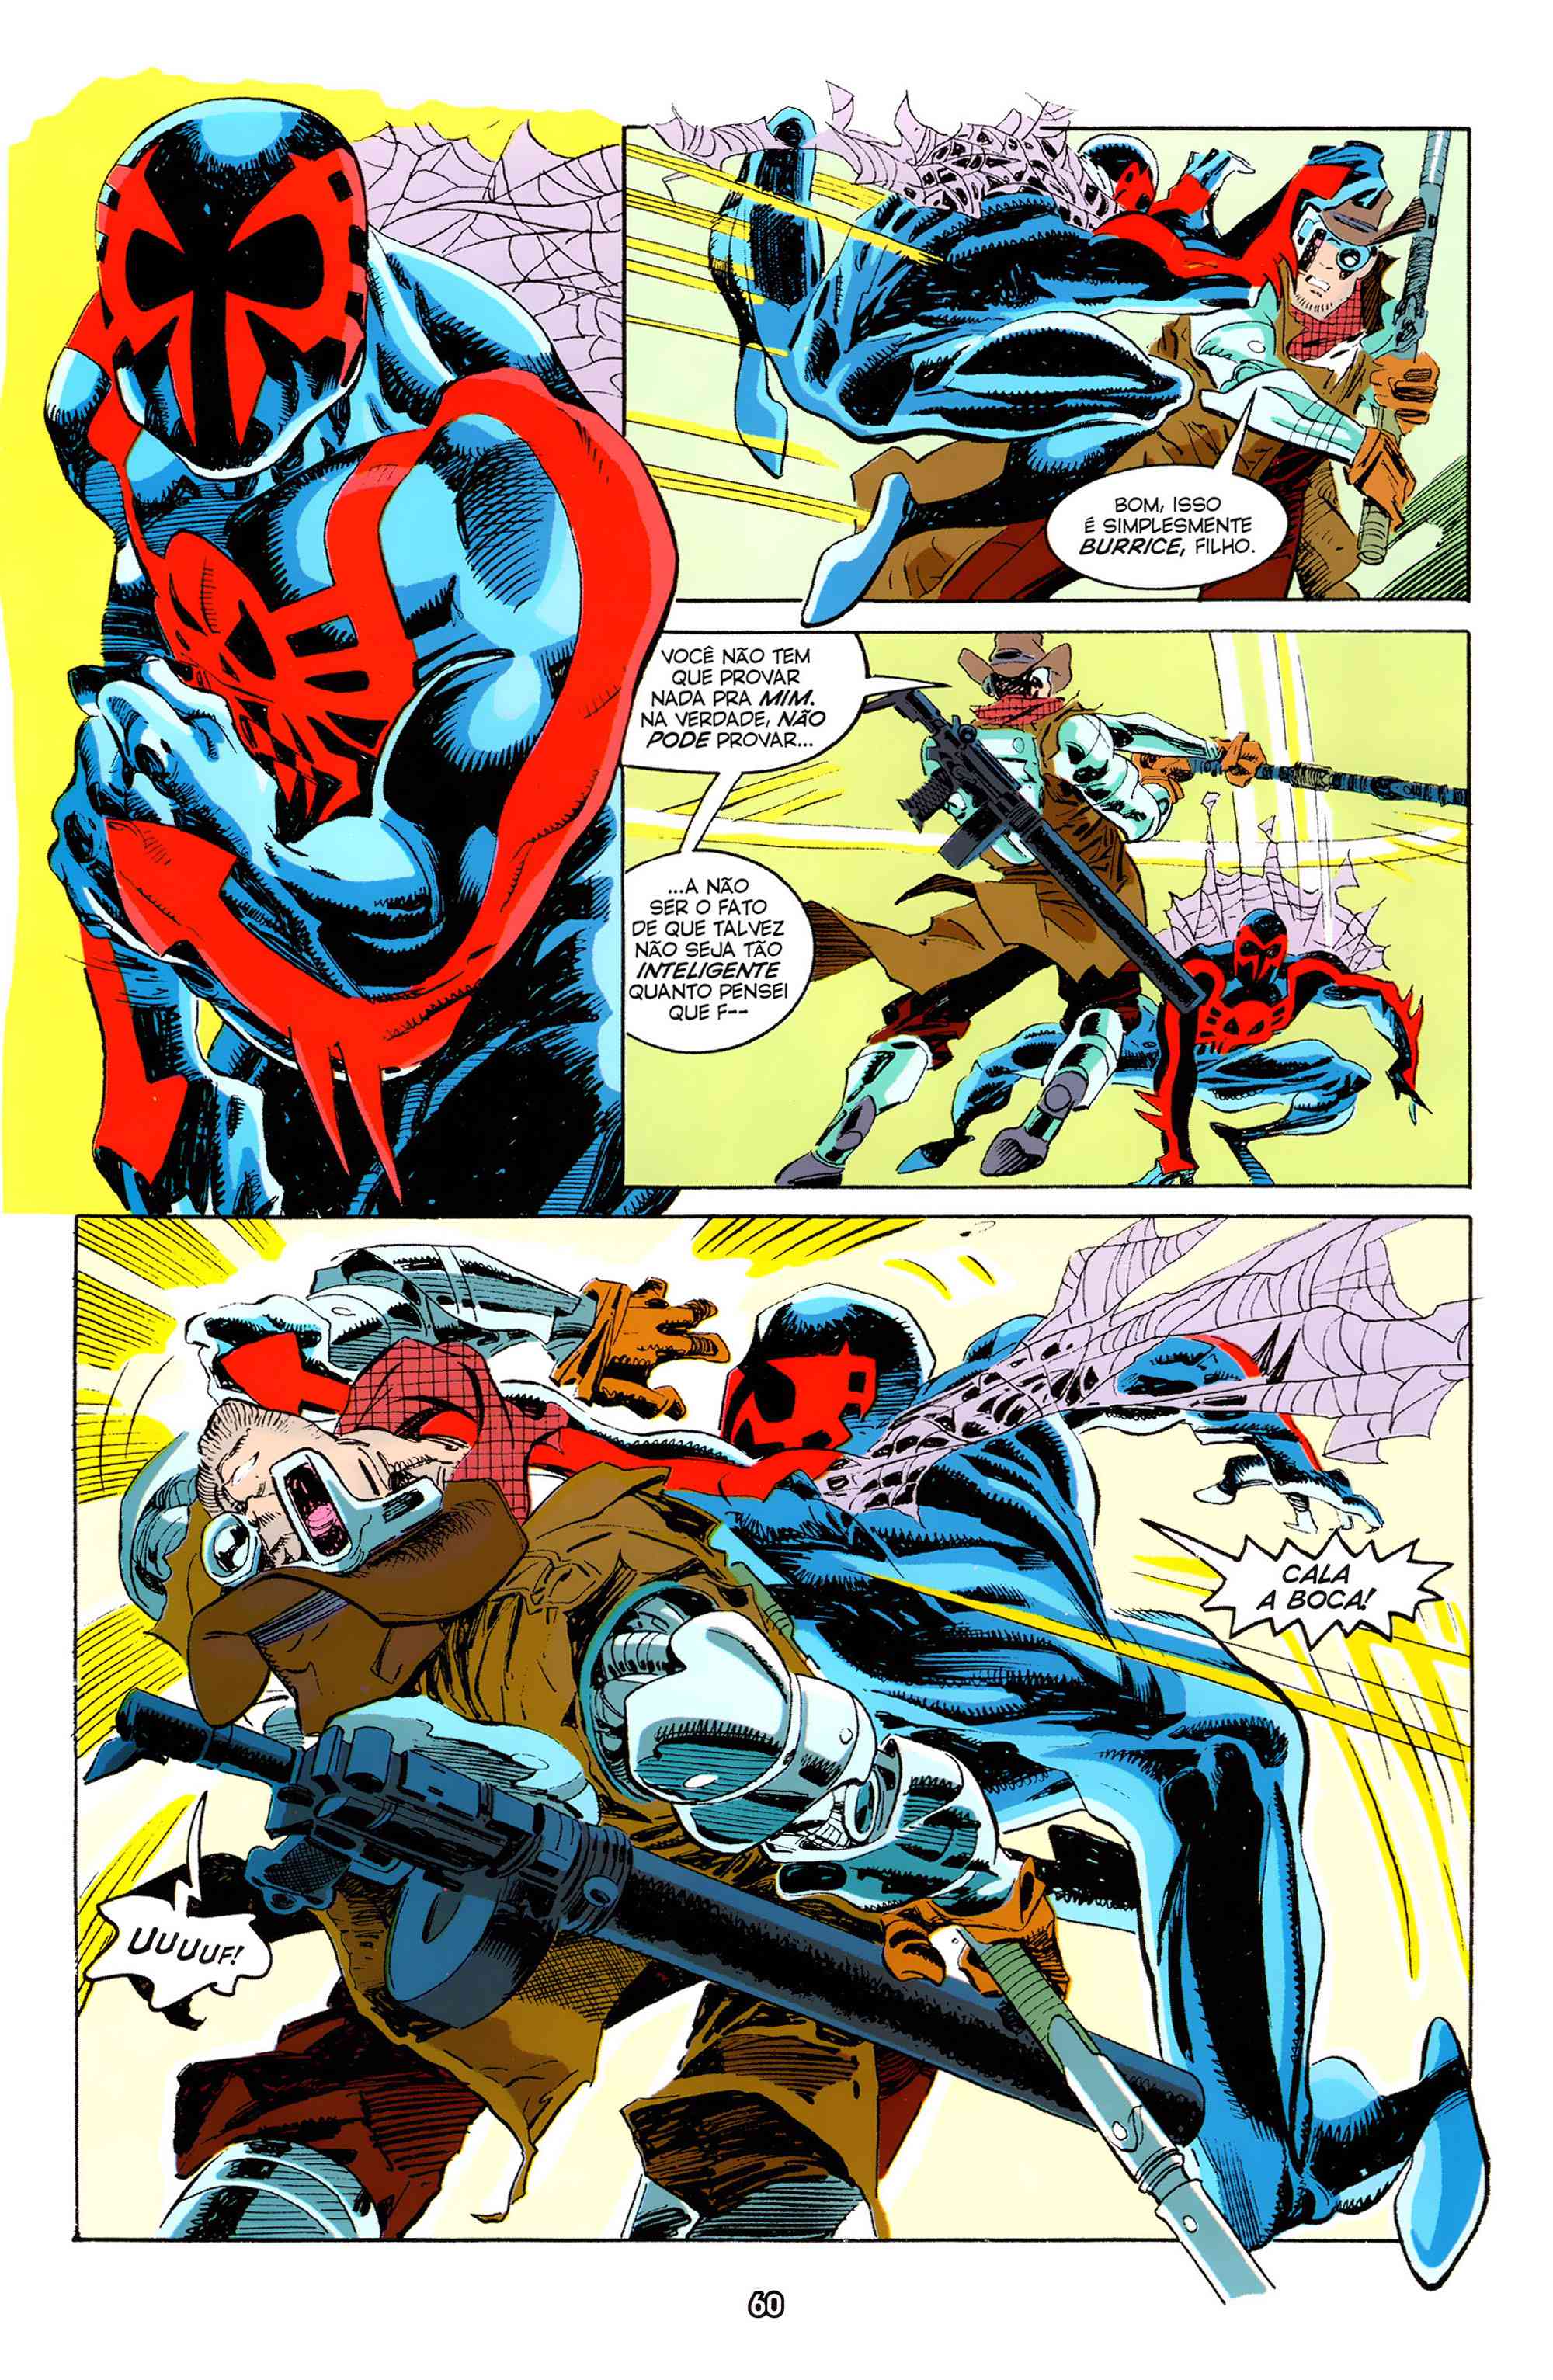 BOM, ISSO
É SIMPLESMENTE
BURRICE, FILHO.
VOCÊ NÃO TEM
QUE PROVAR
NADA PRA MIM.
NA VERDADE, NÃO
PODE PROVAR...
...A NÃO
SER O FATO
DE QUE TALVEZ
NÃO SEJA TÃO
INTELIGENTE
QUANTO PENSEI
QUE F--
CALA
A BOCA!
UUUUF!
60